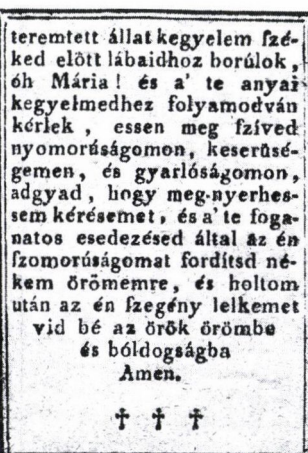 teremtett állat kegyelem ſzé-
ked előtt lábaidhoz borúlok,
óh Mária! és a' te anyai
kegyelmedhez folyamodván
kérlek, essen meg ſzíved
nyomorúságomon, keserűsé-
gemen, és gyarlóságomon,
adgyad, hogy meg-nyerhes-
sem kérésemet, és a' te foga-
natos esedezésed által az én
ſzomorúságomat fordítsd né-
kem örömemre, és holtom
után az én ſzegény lelkemet
vid bé az örök örömbe
és bóldogságba
Amen.
† † †